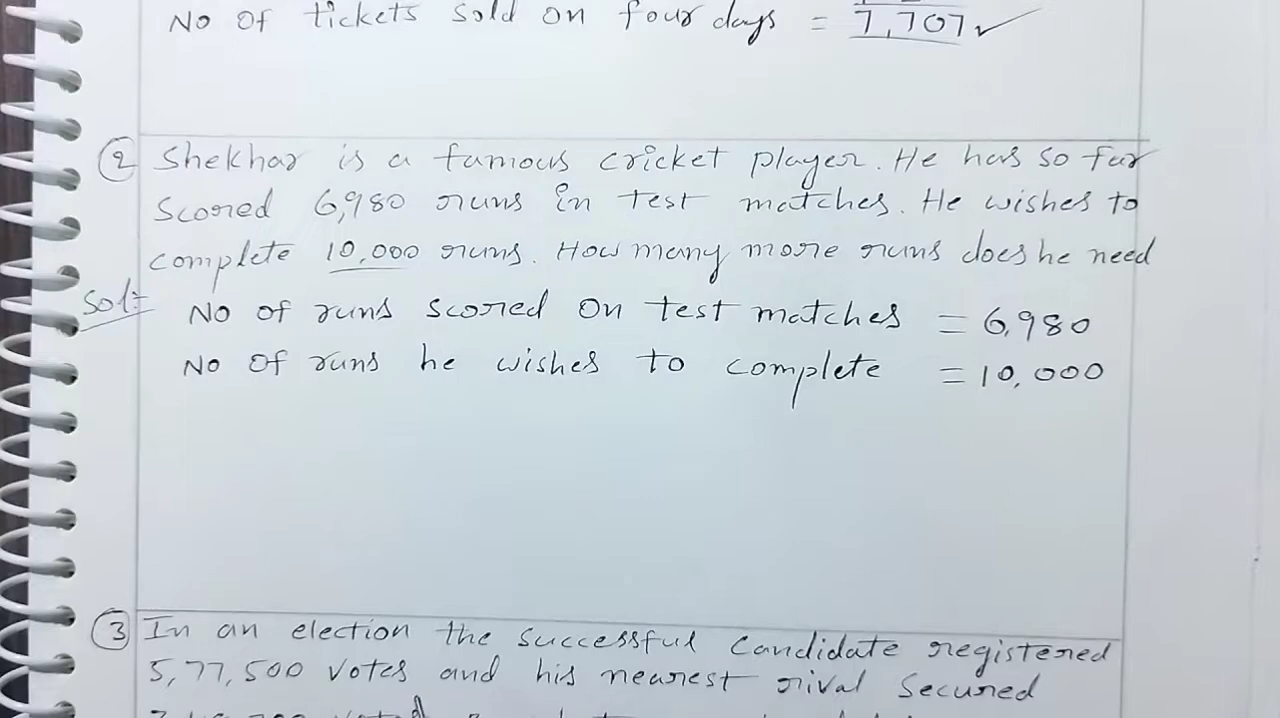 No Of tickets Sold on four days = 7,707 ✓
2 Shekhar is a famous cricket player. He has so far
Scored 6,980 runs in test matches. He wishes to
complete 10,000 runs. How many more runs does he need
Sol:
No of runs scored on test matches = 6,980
No Of runs he wishes to complete = 10,000
3 In an election the successful candidate registered
5,77,500 votes and his nearest rival Secured